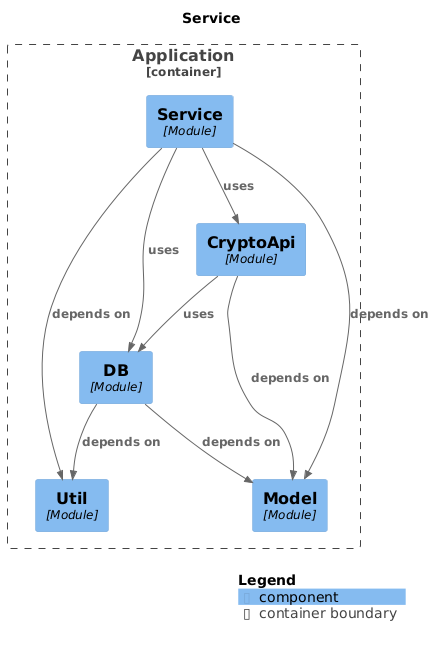 Service
Application
[container]
Service
[Module]
uses
CryptoApi
[Module]
uses
depends on
uses
depends on
DB
[Module]
depends on
depends on
depends on
Util
[Module]
Model
[Module]
Legend
component
container boundary